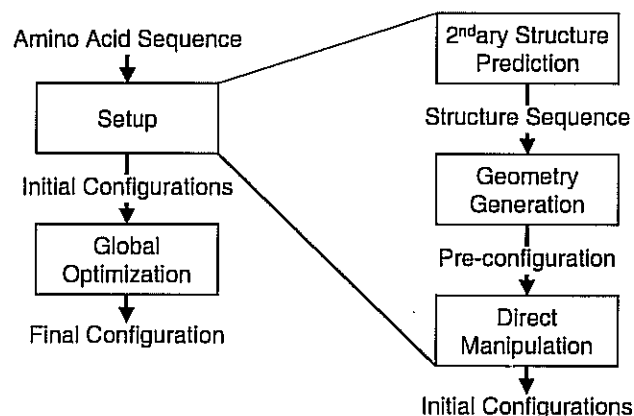 Amino Acid Sequence
Setup
Initial Configurations
Global
Optimization
Final Configuration
2ndary Structure
Prediction
Structure Sequence
Geometry
Generation
Pre-configuration
Direct
Manipulation
Initial Configurations